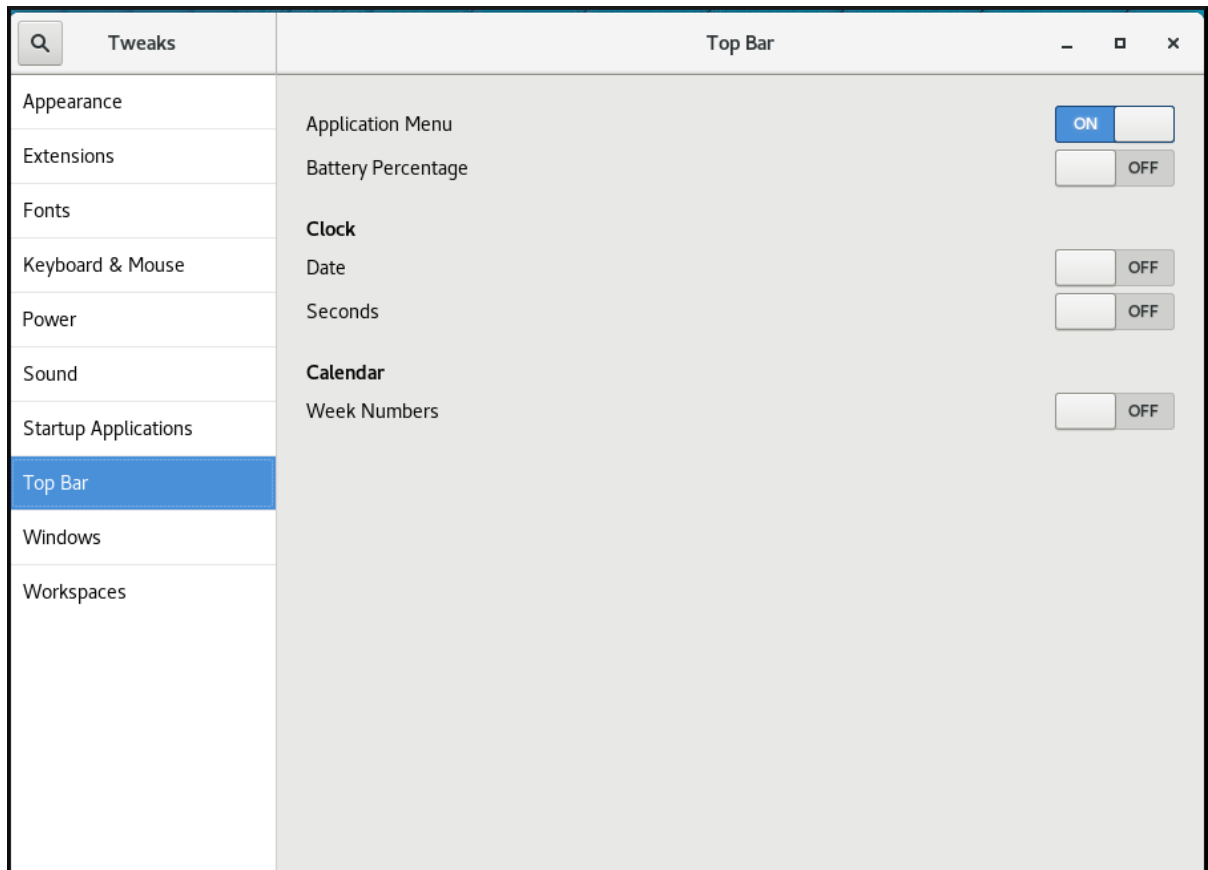 Tweaks
Top Bar
Appearance
Extensions
Fonts
Keyboard & Mouse
Power
Sound
Startup Applications
Top Bar
Windows
Workspaces
Application Menu ON
Battery Percentage OFF
Clock
Date OFF
Seconds OFF
Calendar
Week Numbers OFF